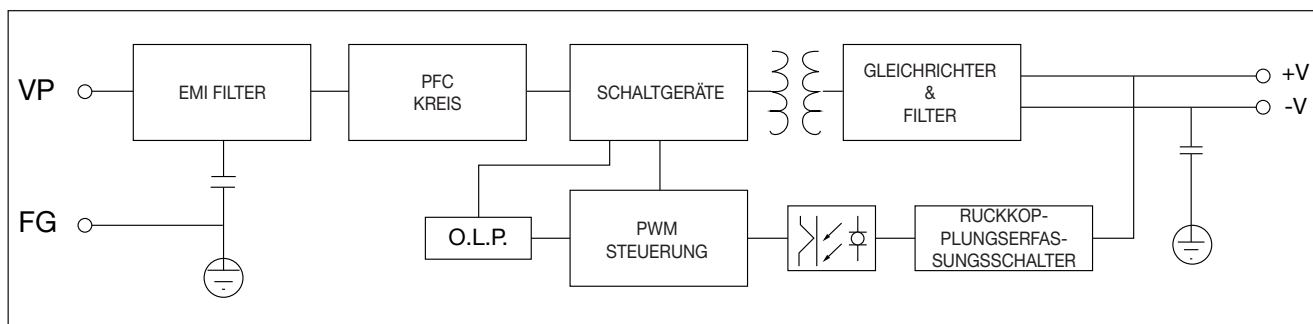 VP
EMI FILTER
PFC
KREIS
SCHALTGERÄTE
GLEICHRICHTER
&
FILTER
+V
-V
FG
O.L.P.
PWM
STEUERUNG
RUCKKOP-
PLUNGSERFAS-
SUNGSSCHALTER